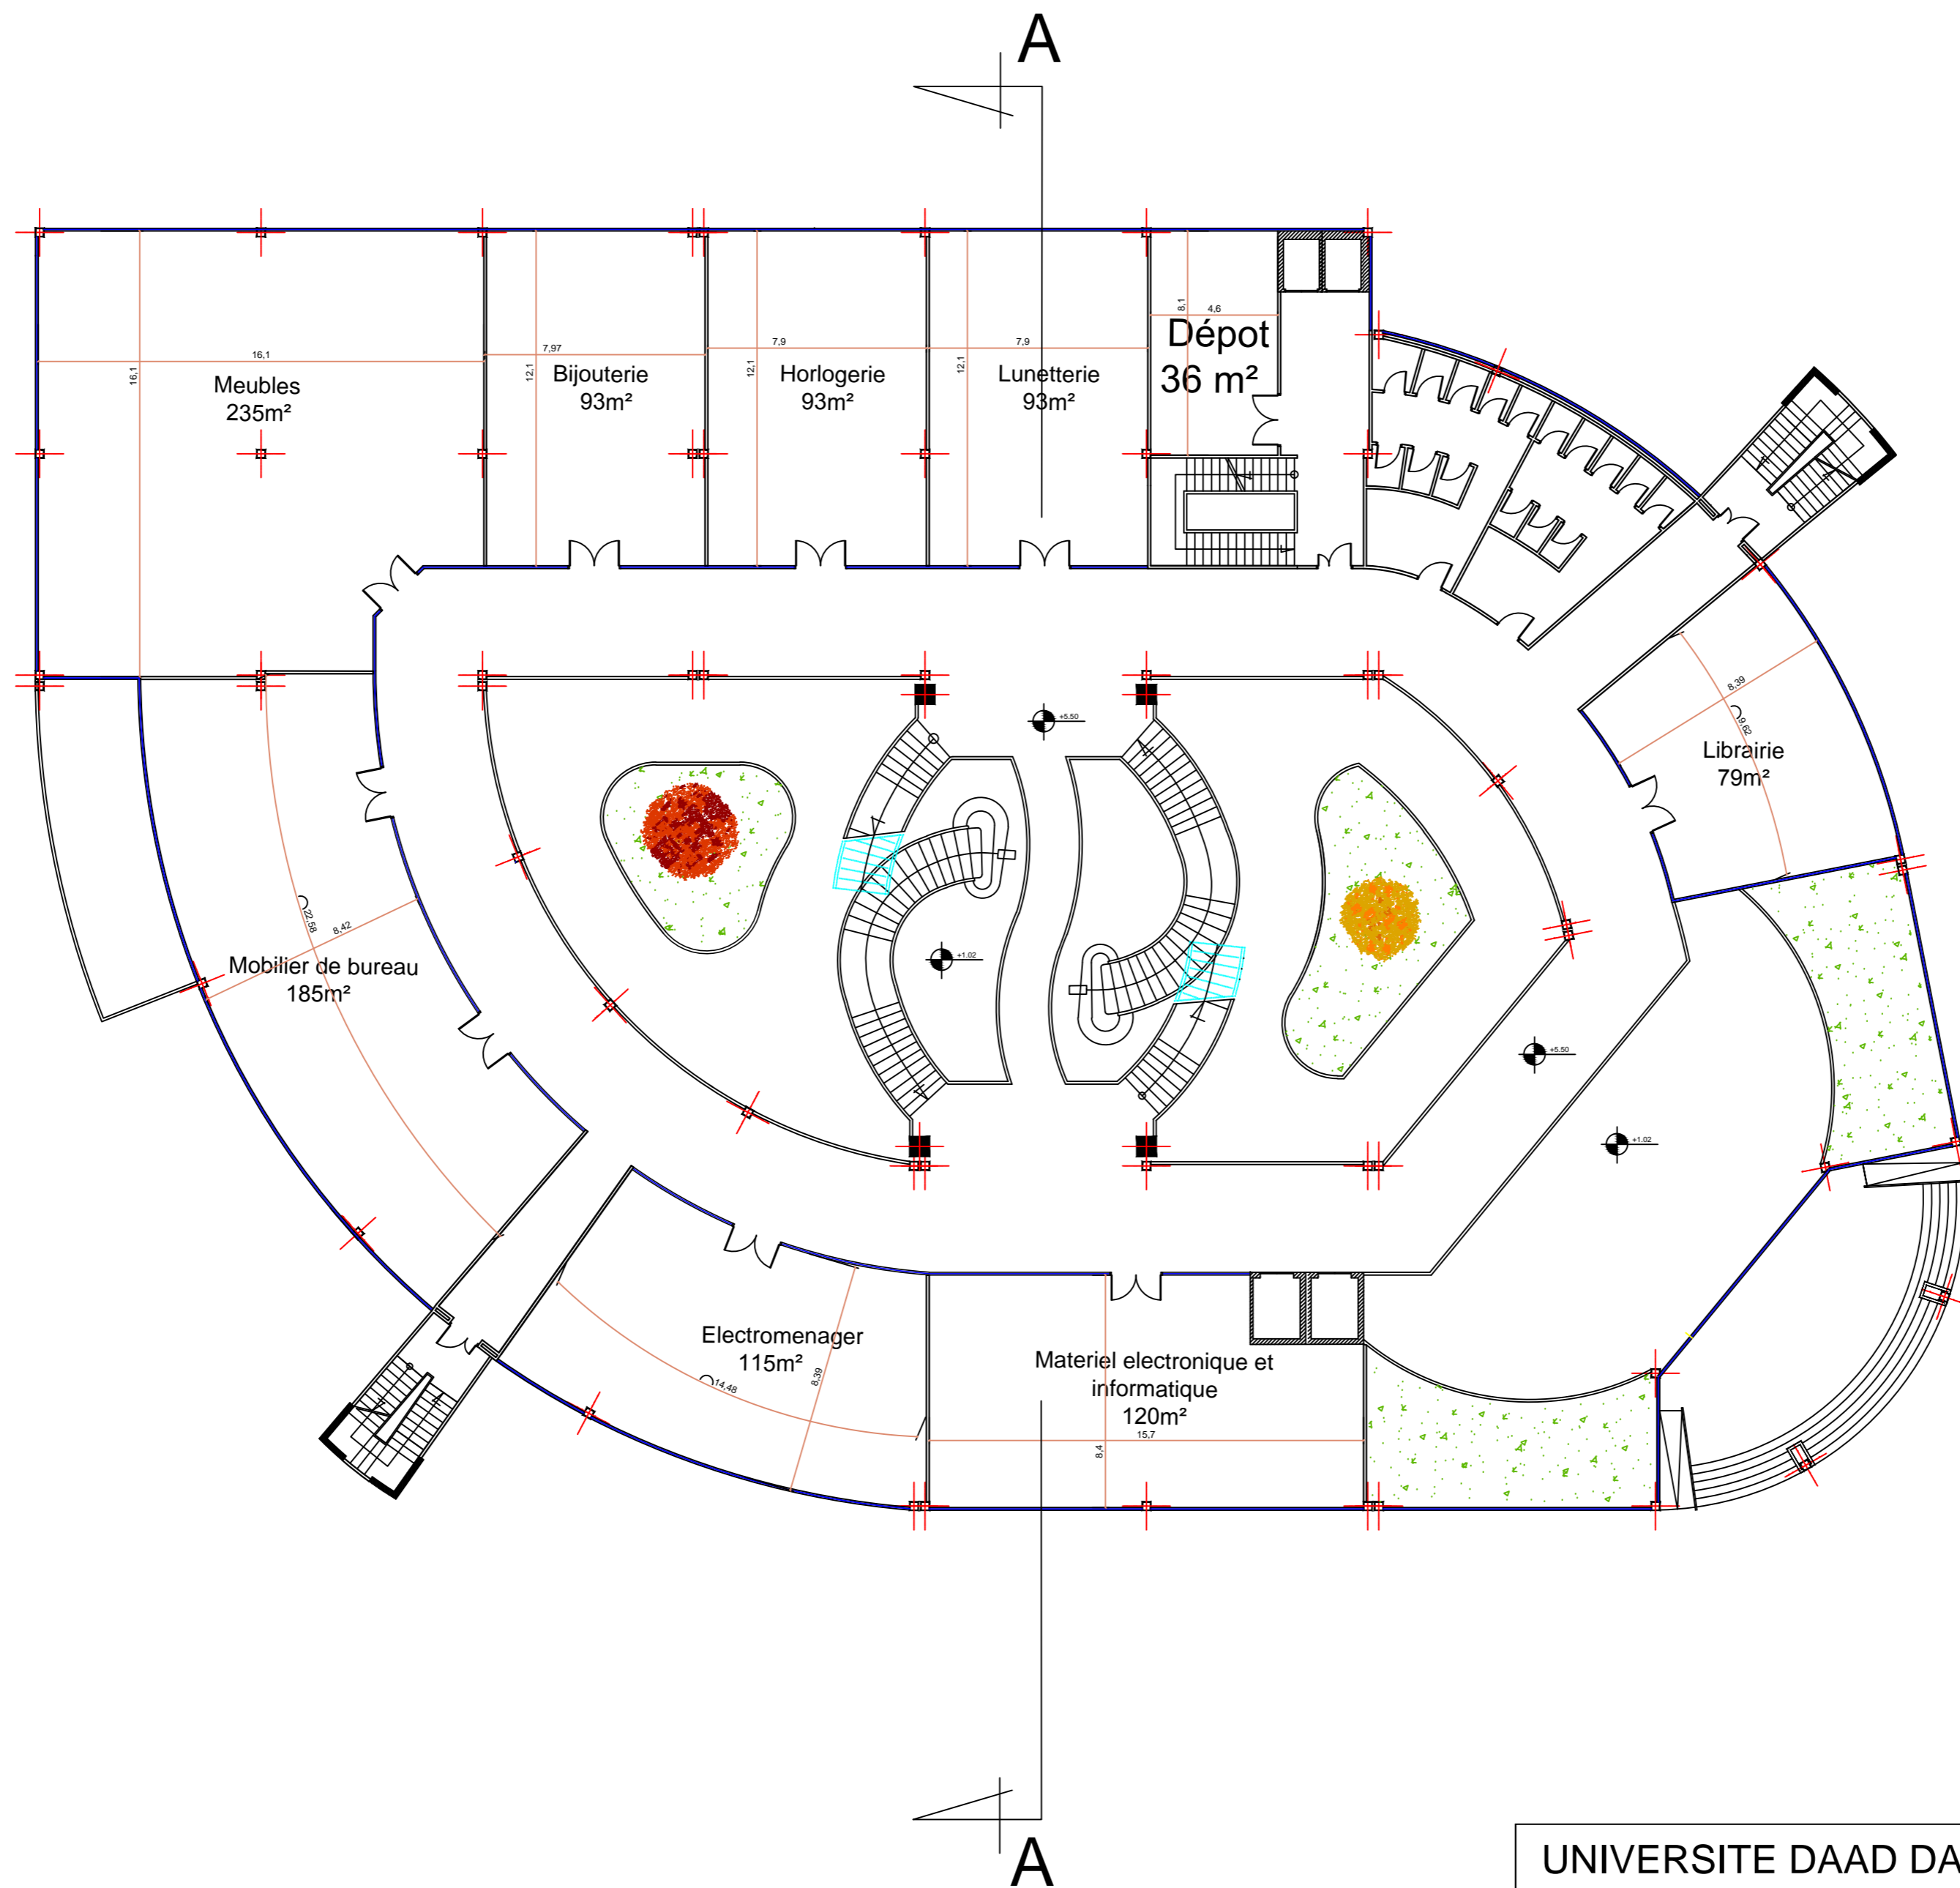 A
16,1
16,1
Meubles
235m²
7,97
12,1
Bijouterie
93m²
7,9
12,1
Horlogerie
93m²
7,9
12,1
Lunetterie
93m²
8,1
4,6
Dépot
36 m²
+5.50
8,39
9,62
Librairie
79m²
22,58
8,42
Mobilier de bureau
185m²
+1.02
+5.50
+1.02
Electromenager
115m²
14,48
8,39
Materiel electronique et
informatique
120m²
15,7
8,4
A
UNIVERSITE DAAD DA